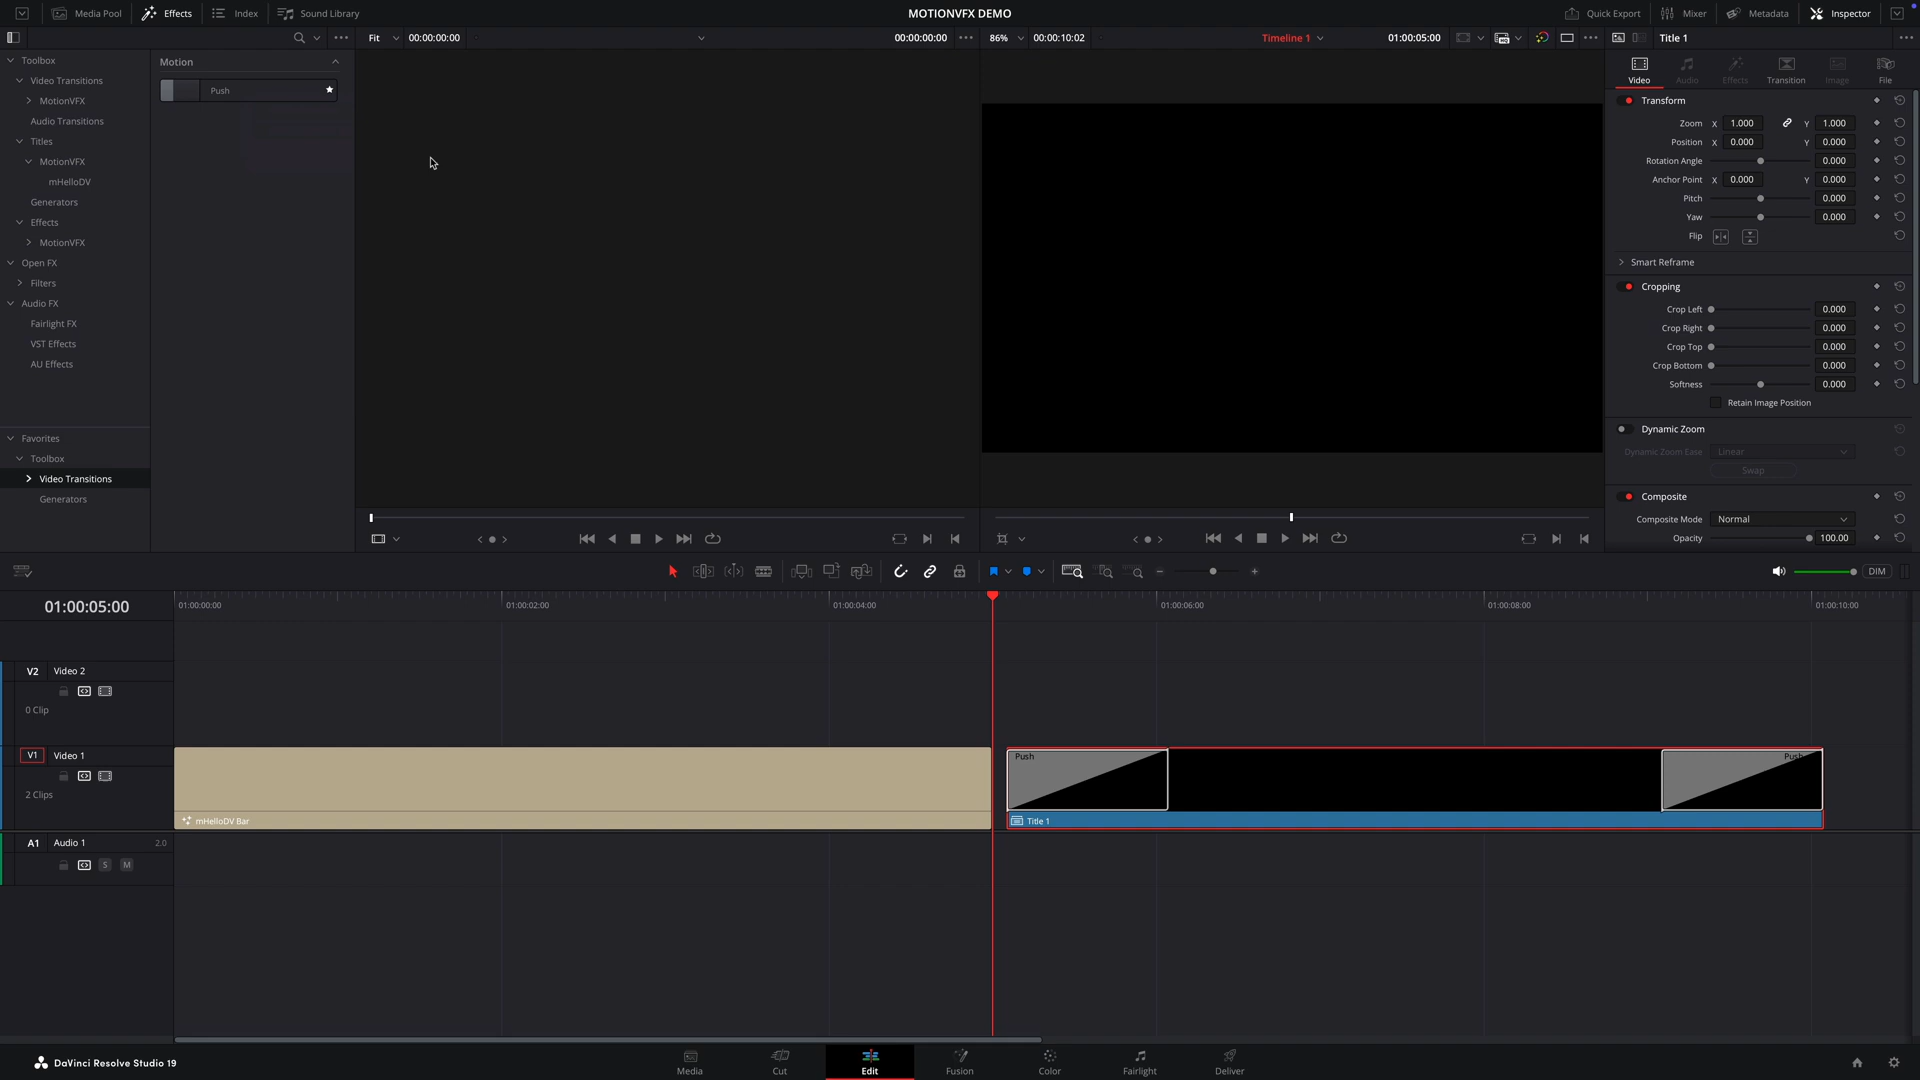 Media Pool
Effects
Index
Sound Library
MOTIONVFX DEMO
Quick Export
Mixer
Metadata
Inspector
Fit
00:00:00:00
00:00:00:00
86%
00:00:10:02
Timeline 1
01:00:05:00
Title 1
Toolbox
Video Transitions
MotionVFX
Audio Transitions
Titles
MotionVFX
mHelloDV
Generators
Effects
MotionVFX
Open FX
Filters
Audio FX
Fairlight FX
VST Effects
AU Effects
Favorites
Toolbox
Video Transitions
Generators
Motion
Push
Video
Audio
Effects
Transition
Image
File
Transform
Zoom X 1.000 Y 1.000
Position X 0.000 Y 0.000
Rotation Angle 0.000
Anchor Point X 0.000 Y 0.000
Pitch 0.000
Yaw 0.000
Flip
Smart Reframe
Cropping
Crop Left 0.000
Crop Right 0.000
Crop Top 0.000
Crop Bottom 0.000
Softness 0.000
Retain Image Position
Dynamic Zoom
Dynamic Zoom Ease Linear
Swap
Composite
Composite Mode Normal
Opacity 100.00
DIM
01:00:05:00
01:00:00:00
01:00:02:00
01:00:04:00
01:00:06:00
01:00:08:00
01:00:10:00
V2 Video 2
0 Clip
V1 Video 1
2 Clips
A1 Audio 1 2.0
S M
mHelloDV Bar
Push
Push
Title 1
DaVinci Resolve Studio 19
Media
Cut
Edit
Fusion
Color
Fairlight
Deliver